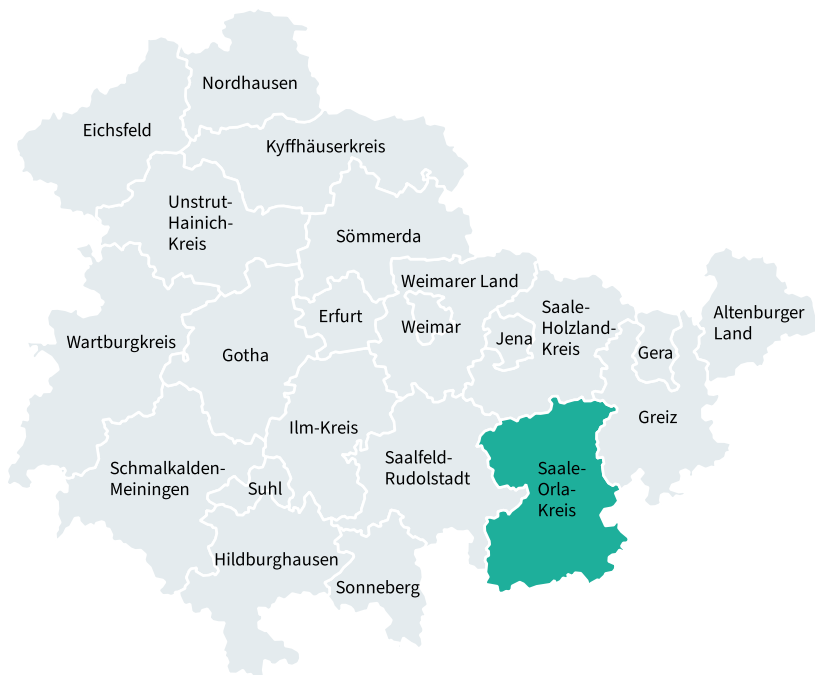 Nordhausen
Eichsfeld
Kyffhäuserkreis
Unstrut-
Hainich-
Kreis
Sömmerda
Weimarer Land
Saale-
Holzland-
Kreis
Altenburger
Land
Erfurt
Weimar
Jena
Gera
Wartburgkreis
Gotha
Greiz
Ilm-Kreis
Saalfeld-
Rudolstadt
Saale-
Orla-
Kreis
Schmalkalden-
Meiningen
Suhl
Hildburghausen
Sonneberg